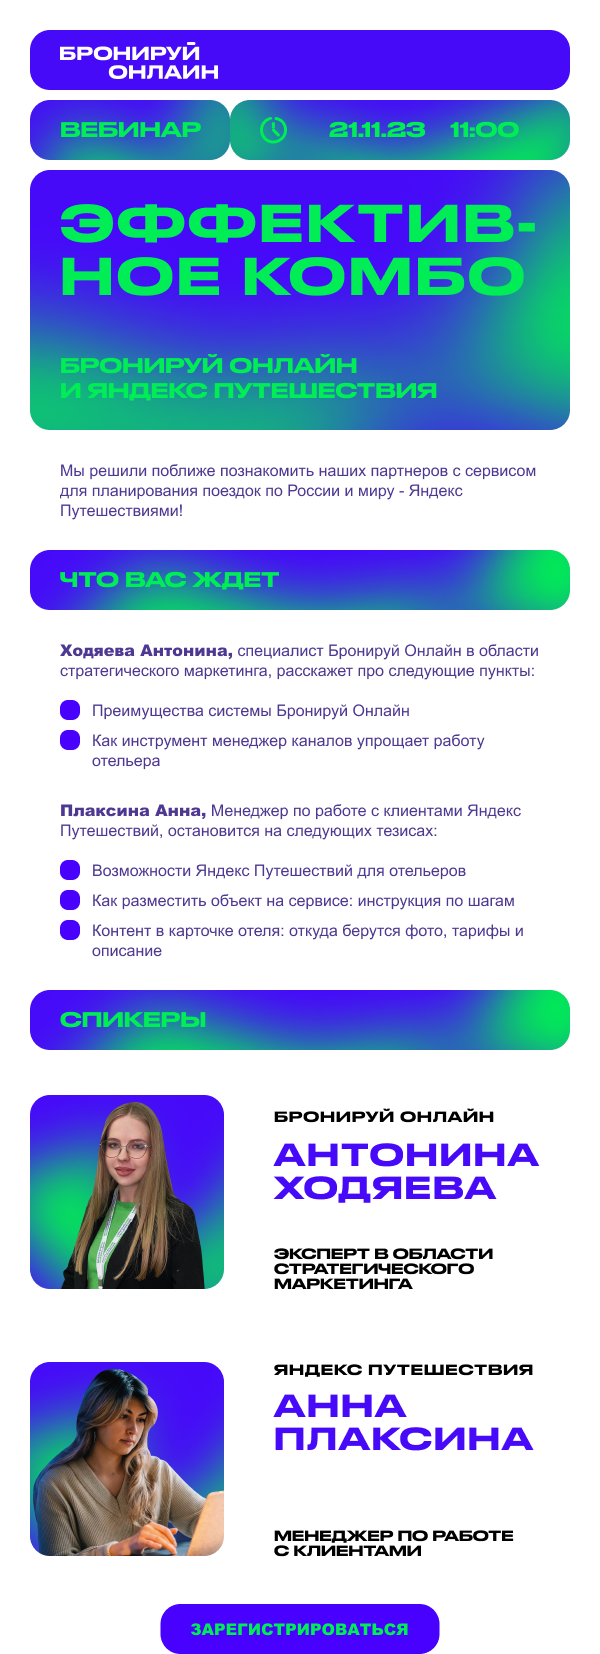 БРОНИРУЙ
ОНЛАЙН
ВЕБИНАР
21.11.23 11:00
ЭФФЕКТИВ-
НОЕ КОМБО
БРОНИРУЙ ОНЛАЙН
И ЯНДЕКС ПУТЕШЕСТВИЯ
Мы решили поближе познакомить наших партнеров с сервисом
для планирования поездок по России и миру - Яндекс
Путешествиями!
ЧТО ВАС ЖДЕТ
Ходяева Антонина, специалист Бронируй Онлайн в области
стратегического маркетинга, расскажет про следующие пункты:
Преимущества системы Бронируй Онлайн
Как инструмент менеджер каналов упрощает работу
отельера
Плаксина Анна, Менеджер по работе с клиентами Яндекс
Путешествий, остановится на следующих тезисах:
Возможности Яндекс Путешествий для отельеров
Как разместить объект на сервисе: инструкция по шагам
Контент в карточке отеля: откуда берутся фото, тарифы и
описание
СПИКЕРЫ
БРОНИРУЙ ОНЛАЙН
АНТОНИНА
ХОДЯЕВА
ЭКСПЕРТ В ОБЛАСТИ
СТРАТЕГИЧЕСКОГО
МАРКЕТИНГА
ЯНДЕКС ПУТЕШЕСТВИЯ
АННА
ПЛАКСИНА
МЕНЕДЖЕР ПО РАБОТЕ
С КЛИЕНТАМИ
ЗАРЕГИСТРИРОВАТЬСЯ